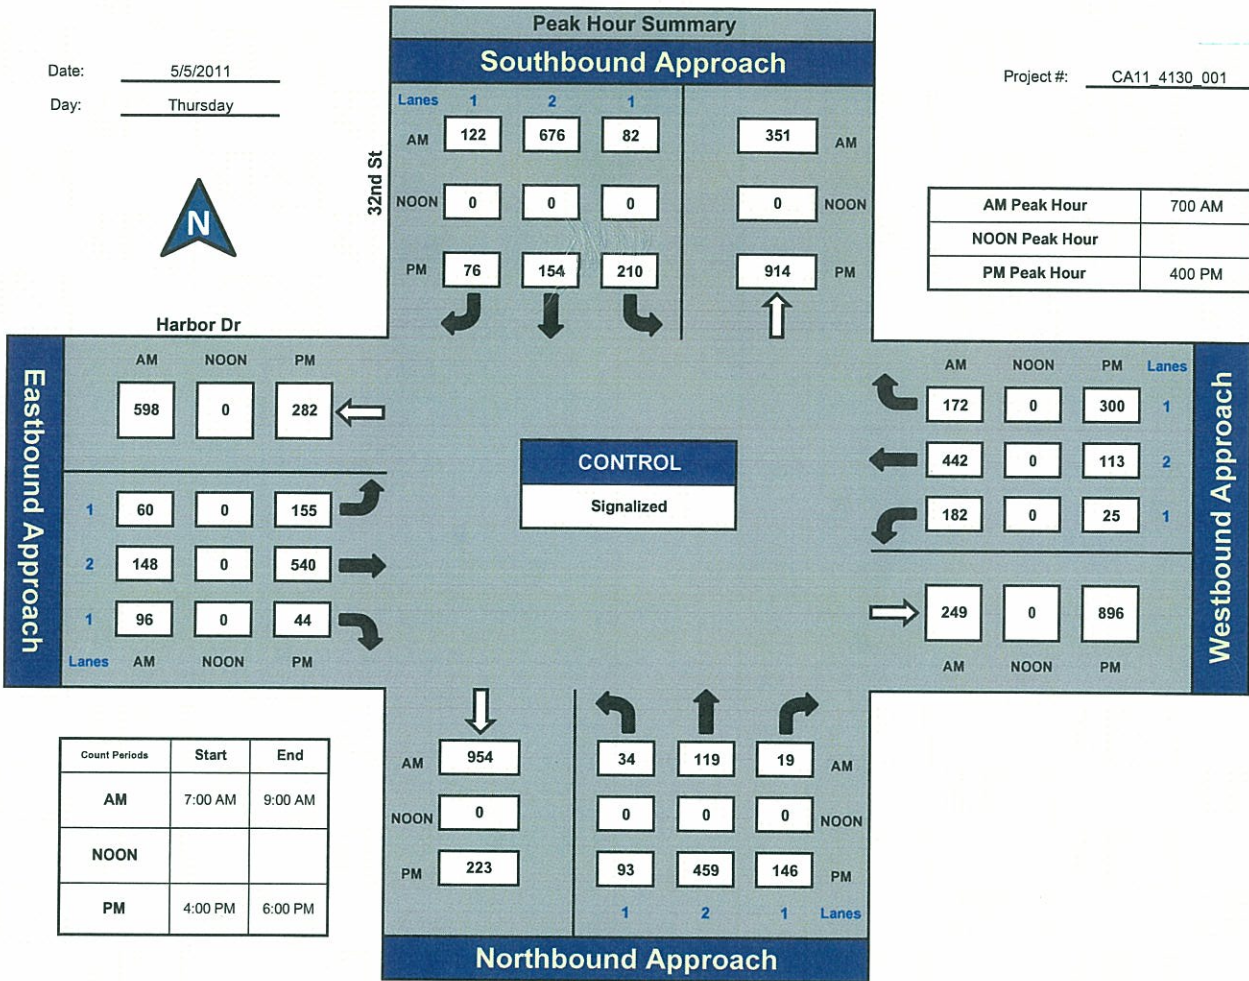 Peak Hour Summary
Southbound Approach
Date: 5/5/2011
Day: Thursday
Project #: CA11_4130_001
N
32nd St
Lanes 1 2 1
AM 122 676 82 351 AM
NOON 0 0 0 0 NOON
PM 76 154 210 914 PM
AM Peak Hour 700 AM
NOON Peak Hour
PM Peak Hour 400 PM
Harbor Dr
Eastbound Approach
AM NOON PM
598 0 282
1 60 0 155
2 148 0 540
1 96 0 44
Lanes AM NOON PM
CONTROL
Signalized
Westbound Approach
AM NOON PM Lanes
172 0 300 1
442 0 113 2
182 0 25 1
249 0 896
AM NOON PM
Count Periods Start End
AM 7:00 AM 9:00 AM
NOON
PM 4:00 PM 6:00 PM
AM 954 34 119 19 AM
NOON 0 0 0 0 NOON
PM 223 93 459 146 PM
1 2 1 Lanes
Northbound Approach